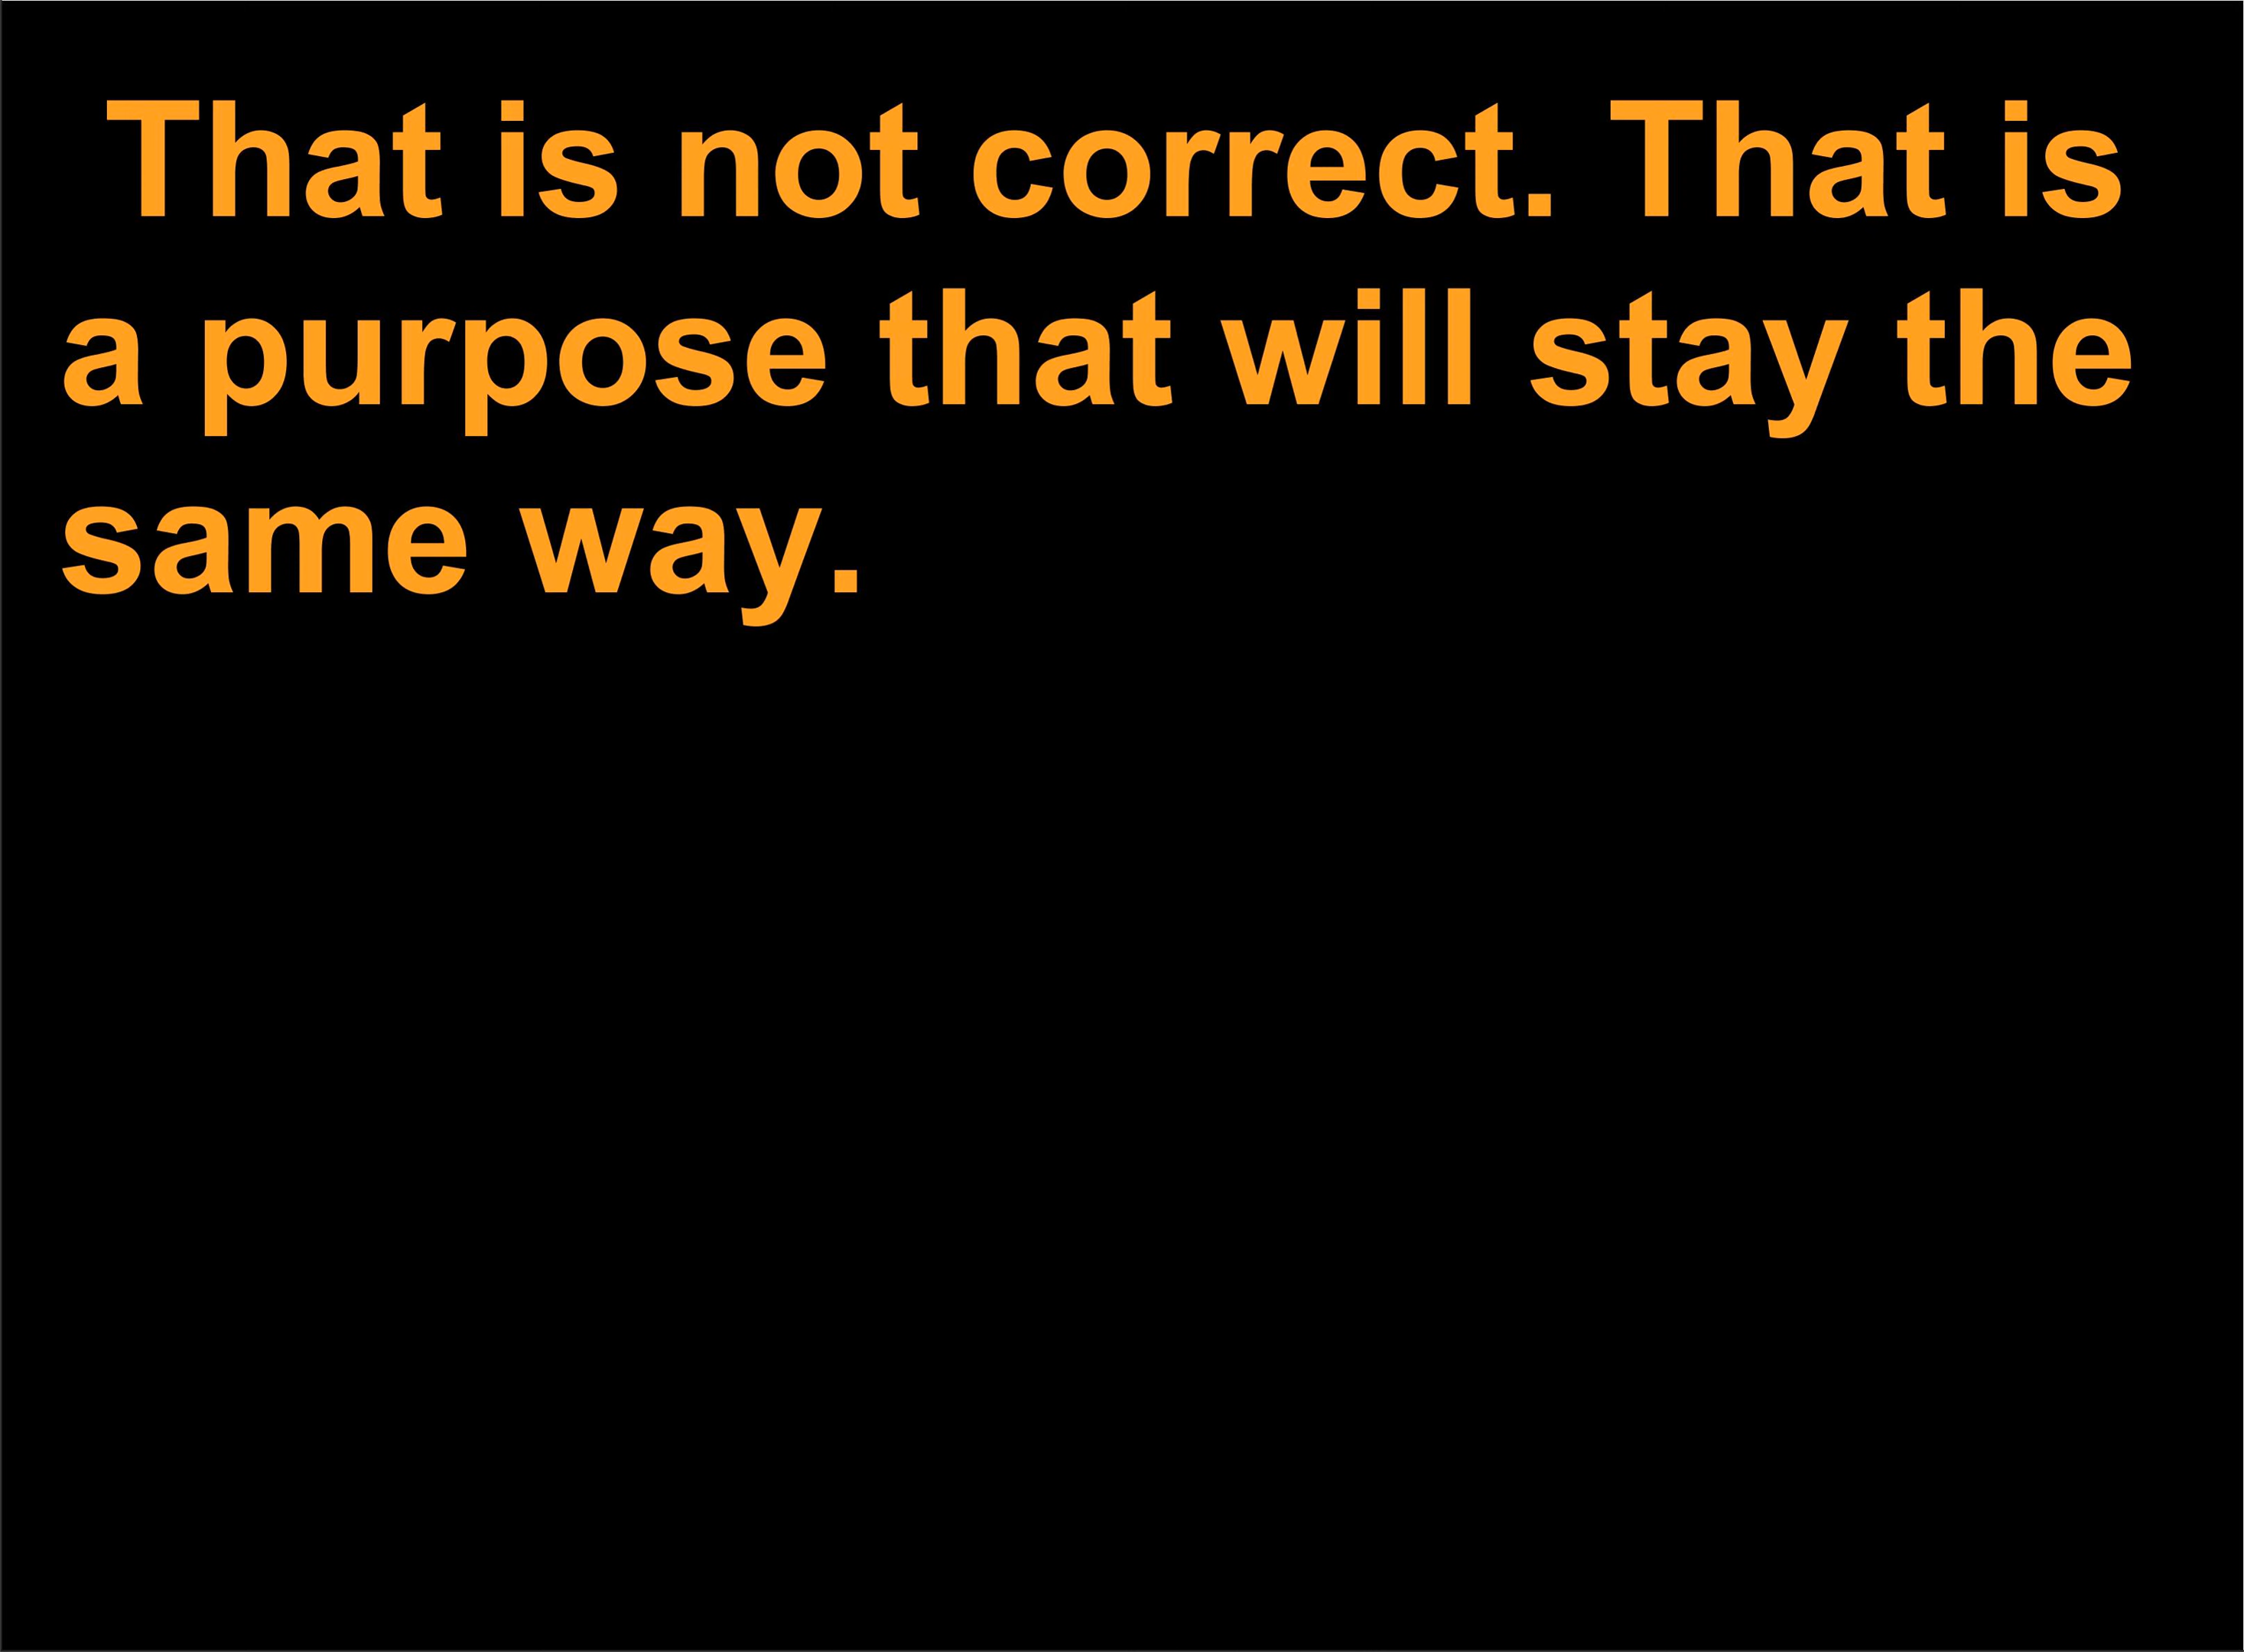 That is not correct. That is
a purpose that will stay the
same way.